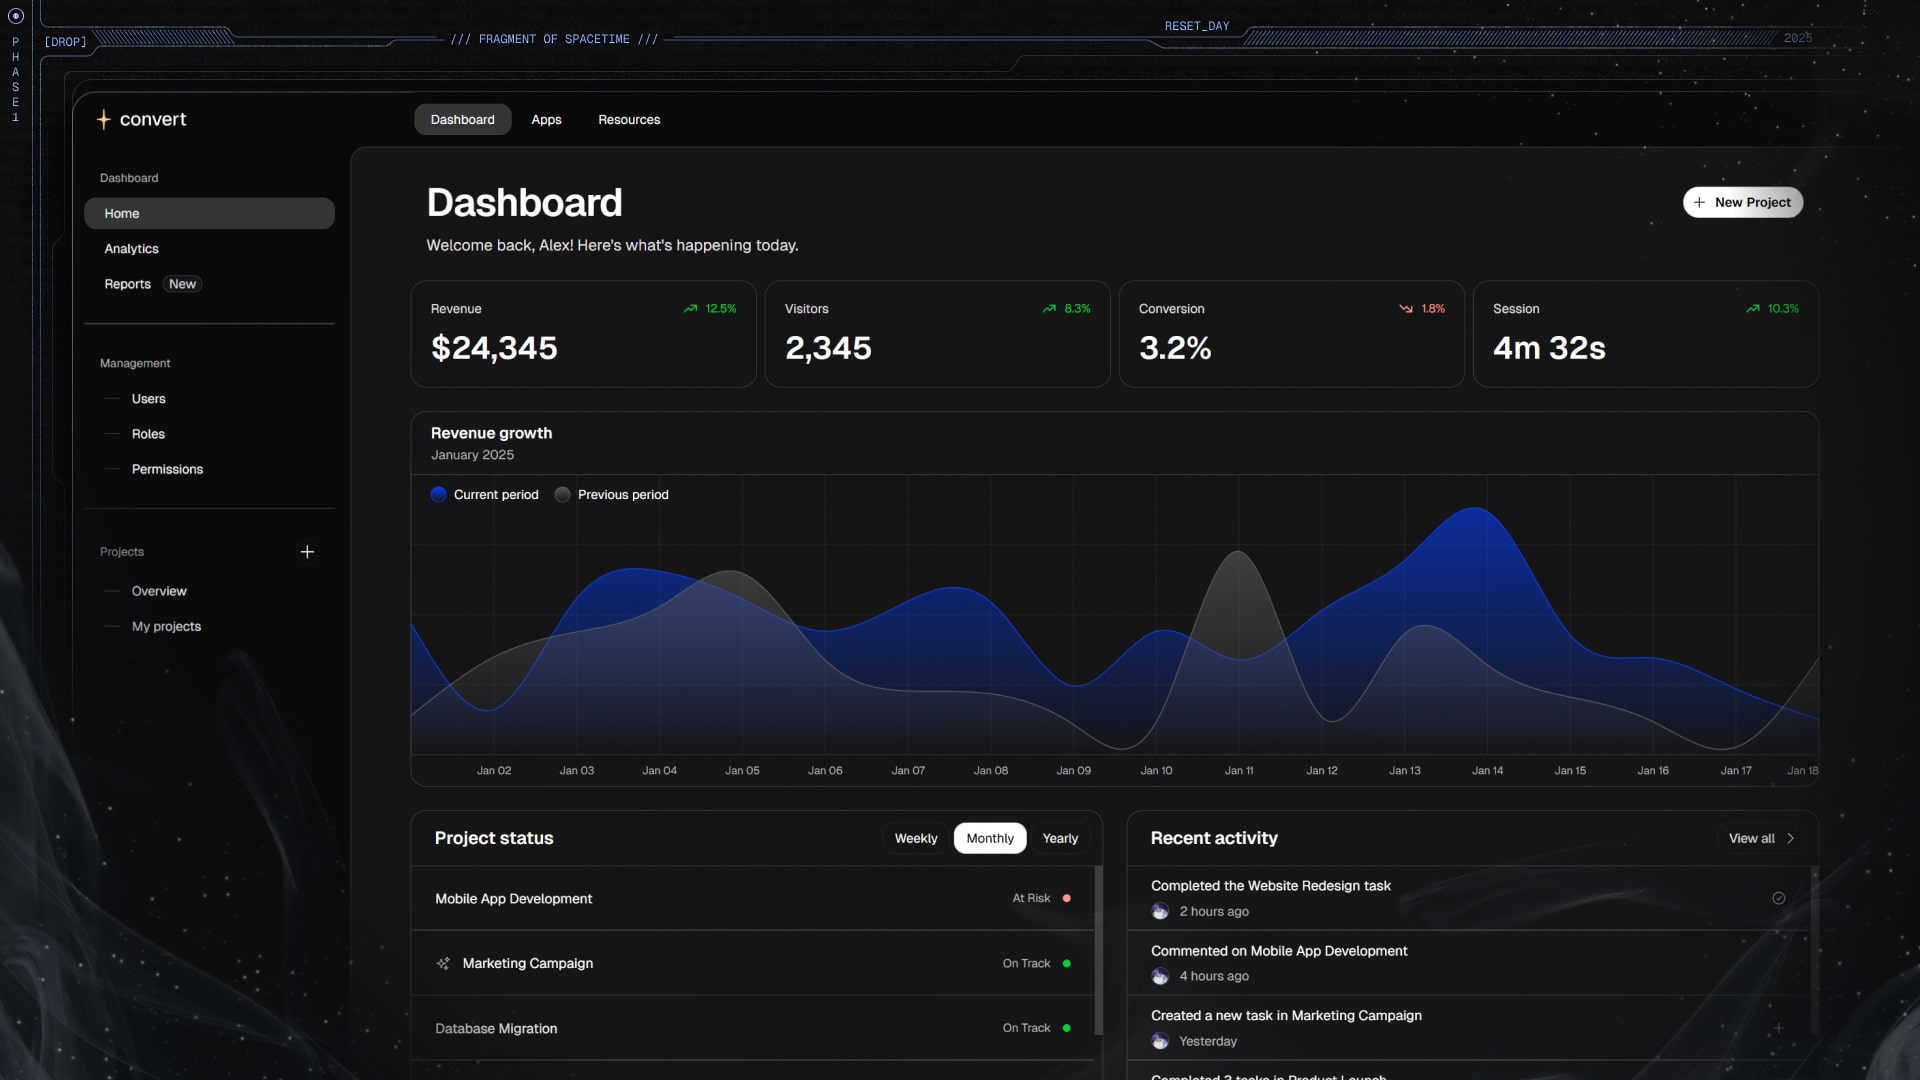 PHASE1
[DROP]
/// FRAGMENT OF SPACETIME ///
RESET_DAY
2025
convert
Dashboard
Apps
Resources
Dashboard
Home
Analytics
Reports New
Management
Users
Roles
Permissions
Projects
Overview
My projects
Dashboard
New Project
Welcome back, Alex! Here's what's happening today.
Revenue 12.5%
$24,345
Visitors 8.3%
2,345
Conversion 1.8%
3.2%
Session 10.3%
4m 32s
Revenue growth
January 2025
Current period Previous period
Jan 02 Jan 03 Jan 04 Jan 05 Jan 06 Jan 07 Jan 08 Jan 09 Jan 10 Jan 11 Jan 12 Jan 13 Jan 14 Jan 15 Jan 16 Jan 17 Jan 18
Project status
Weekly Monthly Yearly
Mobile App Development At Risk
Marketing Campaign On Track
Database Migration On Track
Recent activity
View all
Completed the Website Redesign task
2 hours ago
Commented on Mobile App Development
4 hours ago
Created a new task in Marketing Campaign
Yesterday
Completed 3 tasks in Product Launch